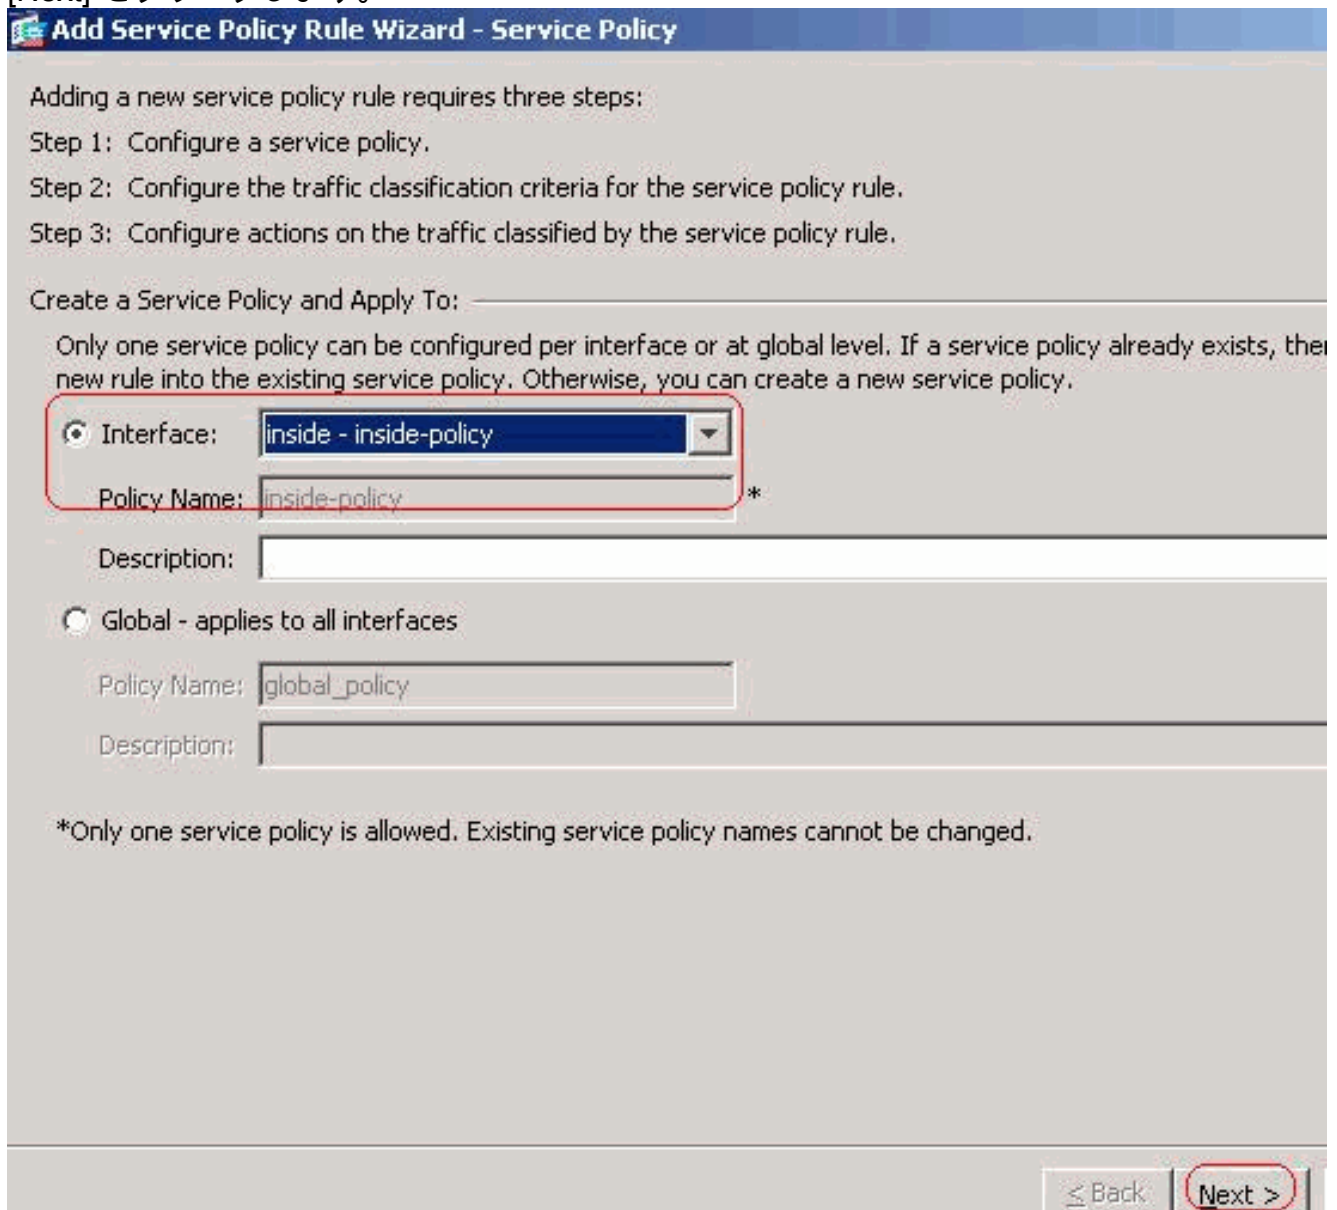 Add Service Policy Rule Wizard - Service Policy
Adding a new service policy rule requires three steps:
Step 1: Configure a service policy.
Step 2: Configure the traffic classification criteria for the service policy rule.
Step 3: Configure actions on the traffic classified by the service policy rule.
Create a Service Policy and Apply To:
Only one service policy can be configured per interface or at global level. If a service policy already exists, then
new rule into the existing service policy. Otherwise, you can create a new service policy.
Interface: inside - inside-policy
Policy Name: inside-policy *
Description:
Global - applies to all interfaces
Policy Name: global_policy
Description:
*Only one service policy is allowed. Existing service policy names cannot be changed.
< Back Next >